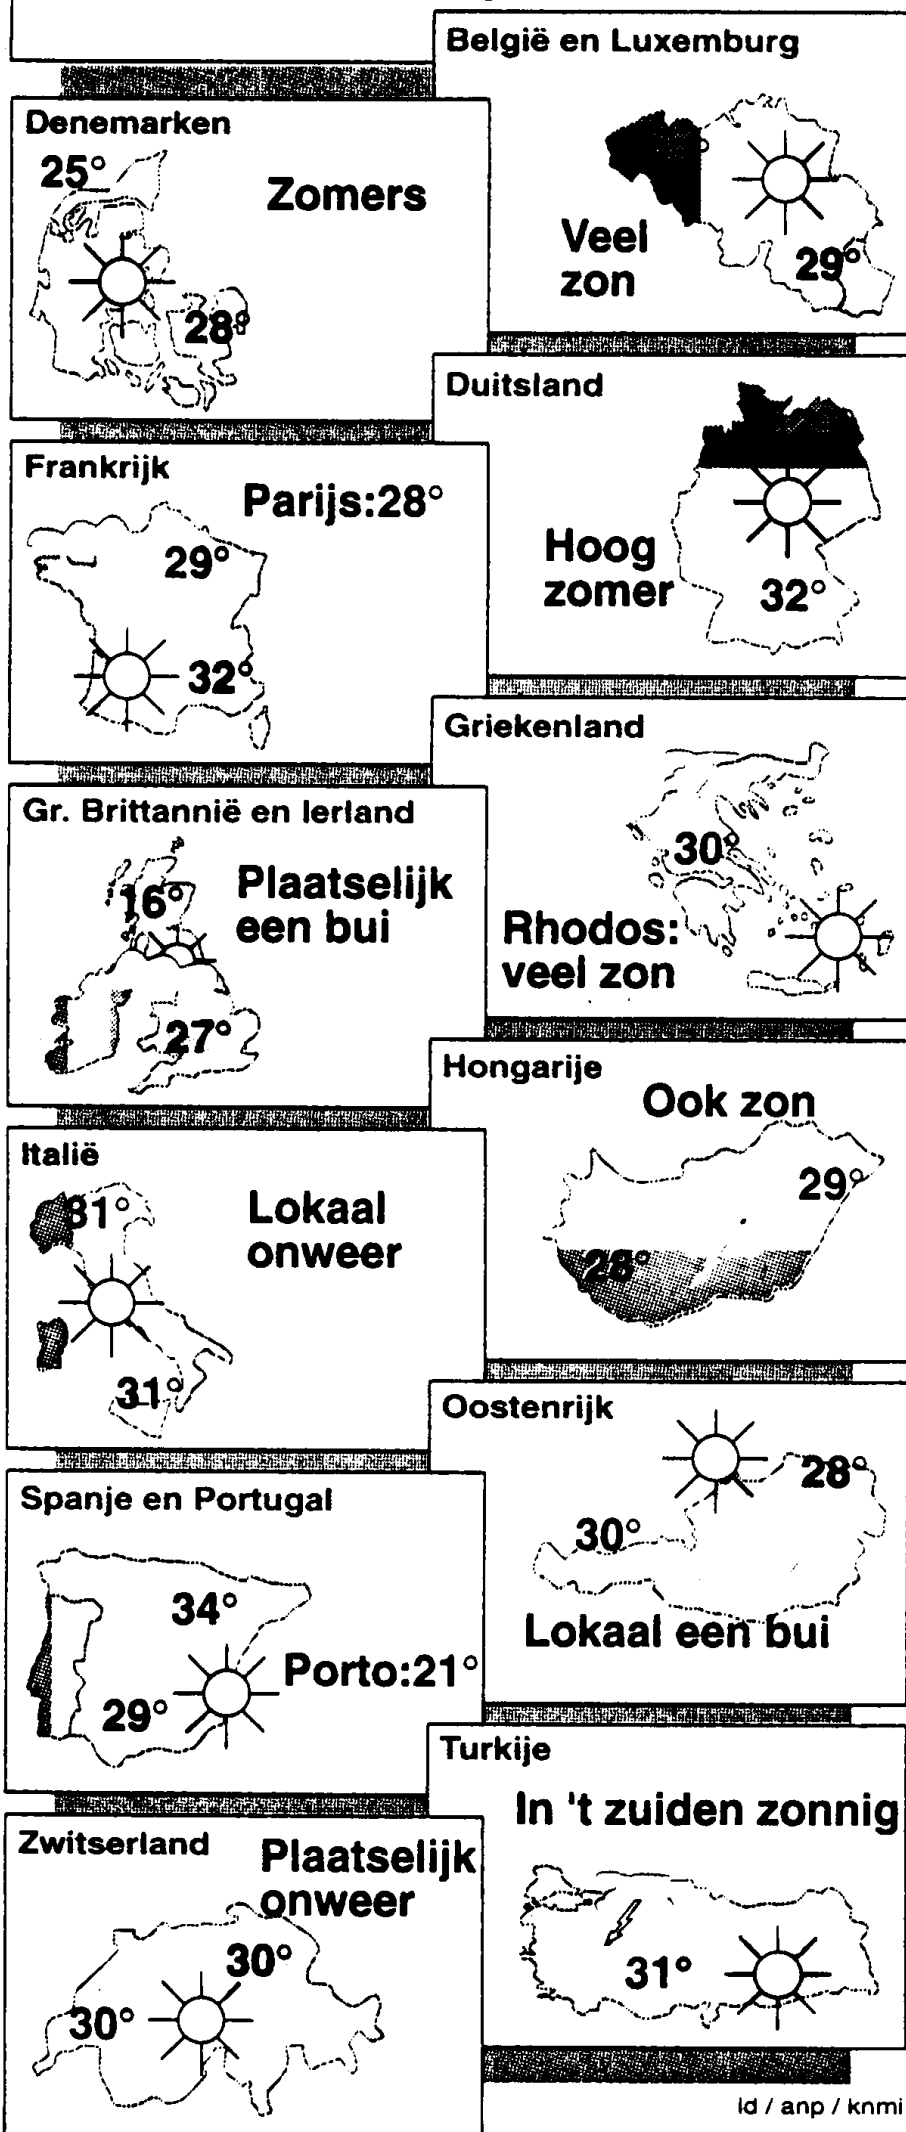 België en Luxemburg
Veel
zon
29°
Denemarken
25°
Zomers
28°
Duitsland
Hoog
zomer
32°
Frankrijk
Parijs:28°
29°
32°
Griekenland
30°
Rhodos:
veel zon
Gr. Brittannië en Ierland
16°
Plaatselijk
een bui
27°
Hongarije
Ook zon
29°
28°
Italië
31°
Lokaal
onweer
31°
Oostenrijk
28°
30°
Lokaal een bui
Spanje en Portugal
34°
Porto:21°
29°
Turkije
In 't zuiden zonnig
31°
Zwitserland
Plaatselijk
onweer
30°
30°
ld / anp / knmi